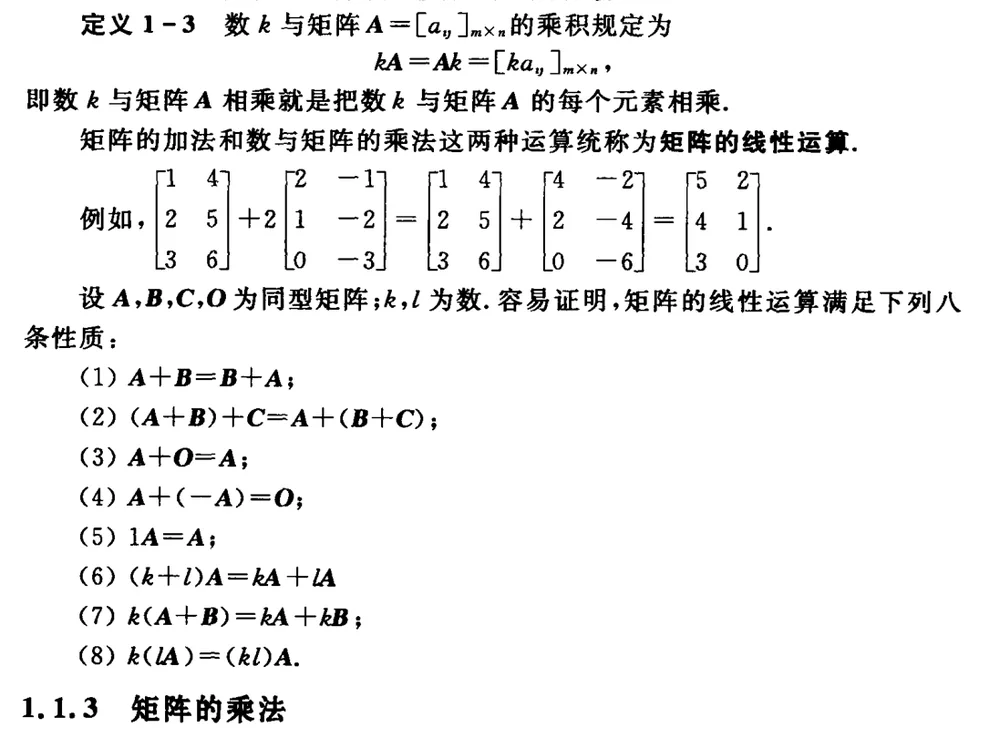 定义 1-3 数 k 与矩阵 A=[a_{ij}]_{m×n}的乘积规定为
kA=Ak=[ka_{ij}]_{m×n},
即数 k 与矩阵 A 相乘就是把数 k 与矩阵 A 的每个元素相乘.
矩阵的加法和数与矩阵的乘法这两种运算统称为矩阵的线性运算.
例如, [1 4; 2 5; 3 6] +2 [2 -1; 1 -2; 0 -3] = [1 4; 2 5; 3 6] + [4 -2; 2 -4; 0 -6] = [5 2; 4 1; 3 0].
设 A,B,C,O 为同型矩阵;k,l 为数. 容易证明,矩阵的线性运算满足下列八
条性质:
(1) A+B=B+A;
(2) (A+B)+C=A+(B+C);
(3) A+O=A;
(4) A+(-A)=O;
(5) 1A=A;
(6) (k+l)A=kA+lA
(7) k(A+B)=kA+kB;
(8) k(lA)=(kl)A.
1.1.3 矩阵的乘法